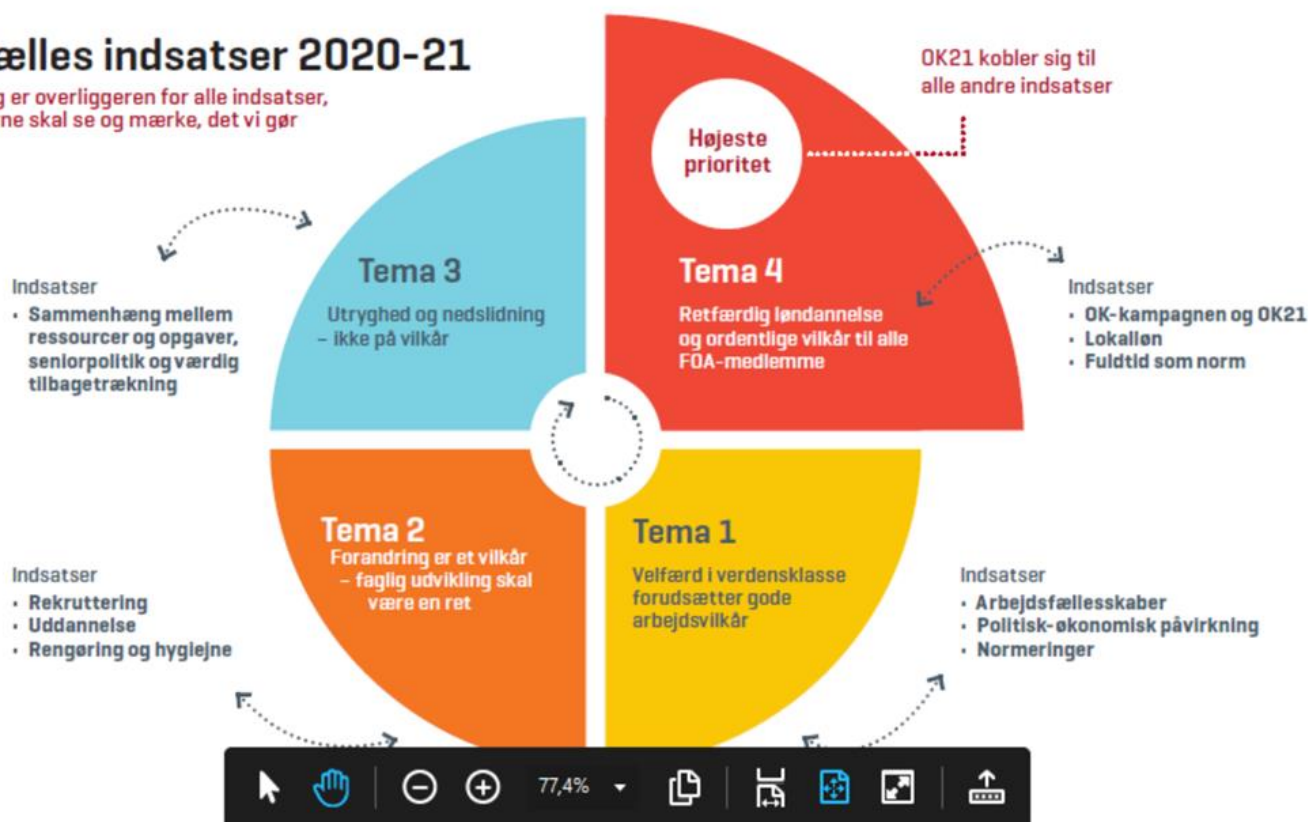 ælles indsatser 2020-21
g er overliggeren for alle indsatser,
ne skal se og mærke, det vi gør
OK21 kobler sig til
alle andre indsatser
Højeste
prioritet
Tema 3
Utryghed og nedslidning
– ikke på vilkår
Tema 4
Retfærdig løndannelse
og ordentlige vilkår til alle
FOA-medlemme
Indsatser
• Sammenhæng mellem
ressourcer og opgaver,
seniorpolitik og værdig
tilbagetrækning
Indsatser
• OK-kampagnen og OK21
• Lokalløn
• Fuldtid som norm
Tema 2
Forandring er et vilkår
– faglig udvikling skal
være en ret
Tema 1
Velfærd i verdensklasse
forudsætter gode
arbejdsvilkår
Indsatser
• Rekruttering
• Uddannelse
• Rengøring og hygiejne
Indsatser
• Arbejdsfællesskaber
• Politisk-økonomisk påvirkning
• Normeringer
77,4%